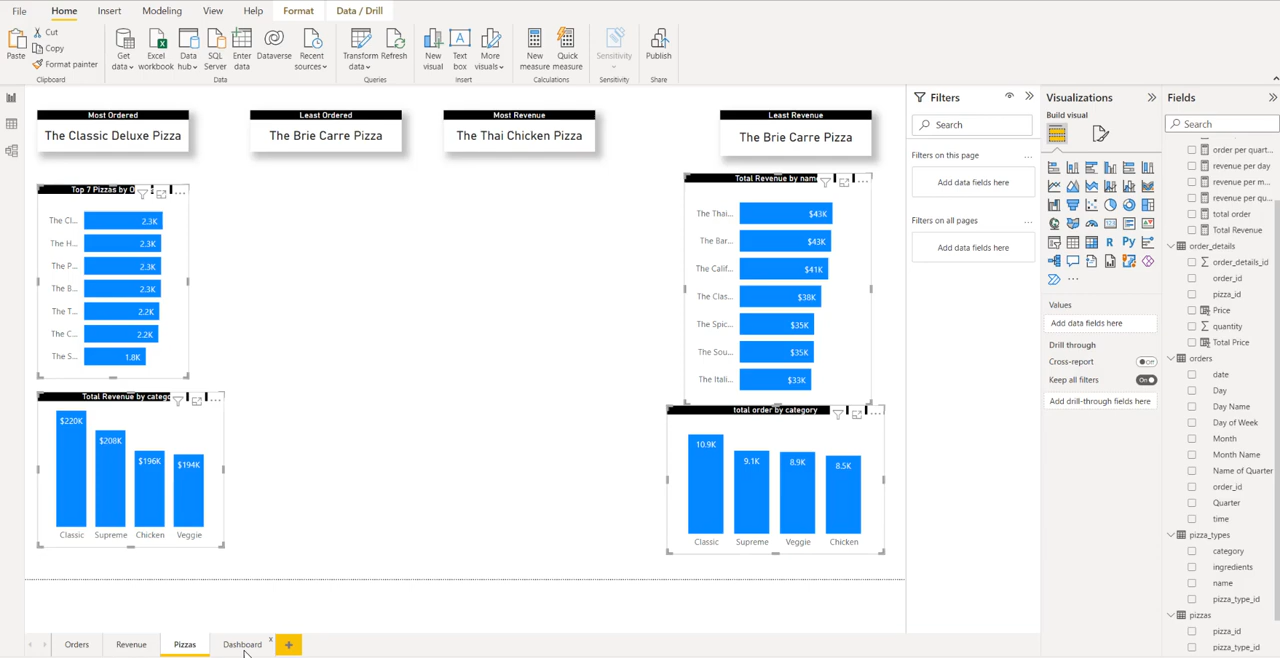 File Home Insert Modeling View Help Format Data / Drill
Paste
Cut
Copy
Format painter
Clipboard
Get data
Excel workbook
Data hub
SQL Server
Enter data
Dataverse
Recent sources
Data
Transform data
Refresh
Queries
New visual
Text box
More visuals
Insert
New measure
Quick measure
Calculations
Sensitivity
Sensitivity
Publish
Share
Most Ordered
The Classic Deluxe Pizza
Least Ordered
The Brie Carre Pizza
Most Revenue
The Thai Chicken Pizza
Least Revenue
The Brie Carre Pizza
Top 7 Pizzas by O
The Cl... 2.3K
The H... 2.3K
The P... 2.3K
The B... 2.3K
The T... 2.2K
The C... 2.2K
The S... 1.8K
Total Revenue by name
The Thai... $43K
The Bar... $43K
The Calif... $41K
The Clas... $38K
The Spic... $35K
The Sou... $35K
The Itali... $33K
Total Revenue by categ
$220K $208K $196K $194K
Classic Supreme Chicken Veggie
total order by category
10.9K 9.1K 8.9K 8.5K
Classic Supreme Veggie Chicken
Filters
Search
Filters on this page ...
Add data fields here
Filters on all pages ...
Add data fields here
Visualizations
Build visual
R Py
...
Values
Add data fields here
Drill through
Cross-report Off
Keep all filters On
Add drill-through fields here
Fields
Search
order per quart...
revenue per day
revenue per m...
revenue per qu...
total order
Total Revenue
order_details
Σ order_details_id
order_id
pizza_id
Price
Σ quantity
Total Price
orders
date
Day
Day Name
Day of Week
Month
Month Name
Name of Quarter
order_id
Quarter
time
pizza_types
category
ingredients
name
pizza_type_id
pizzas
pizza_id
pizza_type_id
Orders Revenue Pizzas Dashboard x +